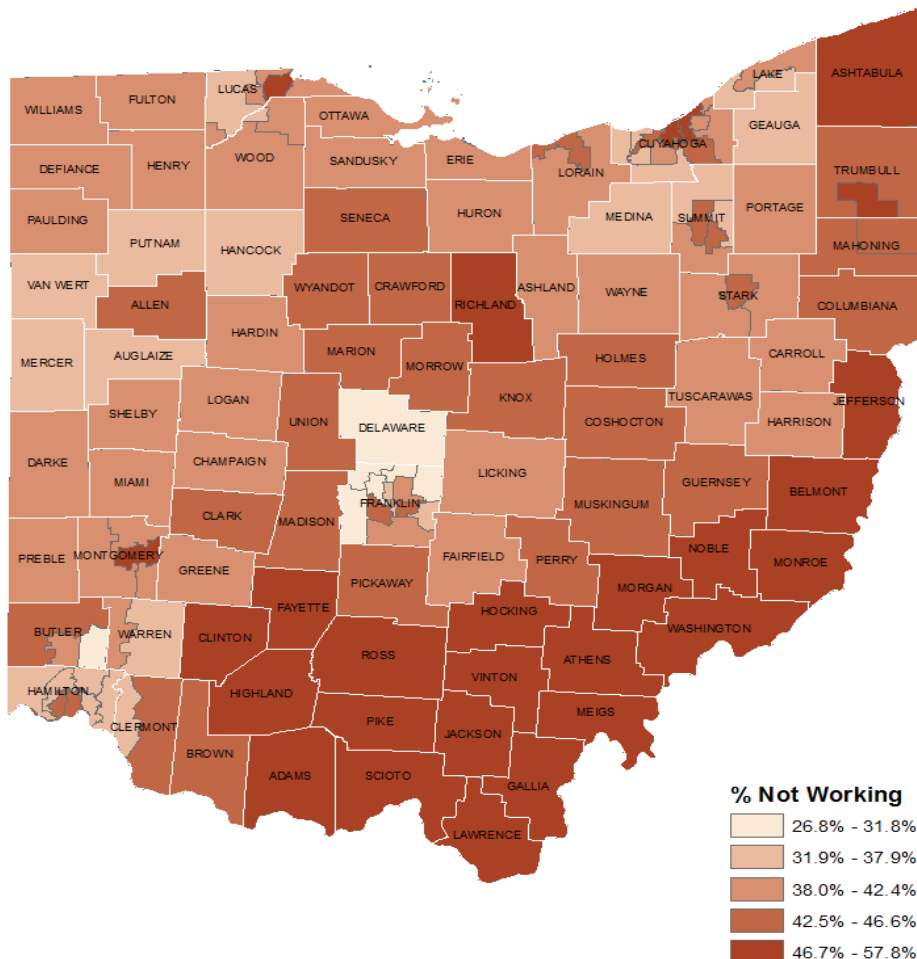 ASHTABULA
LAKE
LUCAS
FULTON
WILLIAMS
OTTAWA
GEAUGA
CUYAHOGA
WOOD
HENRY
DEFIANCE
SANDUSKY
ERIE
LORAIN
TRUMBULL
PAULDING
SENECA
HURON
MEDINA
SUMMIT
PORTAGE
PUTNAM
HANCOCK
MAHONING
VAN WERT
ALLEN
WYANDOT
CRAWFORD
RICHLAND
ASHLAND
WAYNE
STARK
COLUMBIANA
HARDIN
MERCER
AUGLAIZE
MARION
MORROW
HOLMES
CARROLL
LOGAN
KNOX
TUSCARAWAS
JEFFERSON
SHELBY
UNION
DELAWARE
COSHOCTON
HARRISON
DARKE
CHAMPAIGN
LICKING
MIAMI
GUERNSEY
BELMONT
CLARK
MADISON
FRANKLIN
MUSKINGUM
PREBLE
MONTGOMERY
GREENE
FAIRFIELD
PERRY
NOBLE
MONROE
PICKAWAY
MORGAN
FAYETTE
HOCKING
BUTLER
WARREN
CLINTON
WASHINGTON
ROSS
ATHENS
HAMILTON
HIGHLAND
VINTON
CLERMONT
PIKE
MEIGS
JACKSON
BROWN
ADAMS
SCIOTO
GALLIA
LAWRENCE
% Not Working
26.8% - 31.8%
31.9% - 37.9%
38.0% - 42.4%
42.5% - 46.6%
46.7% - 57.8%